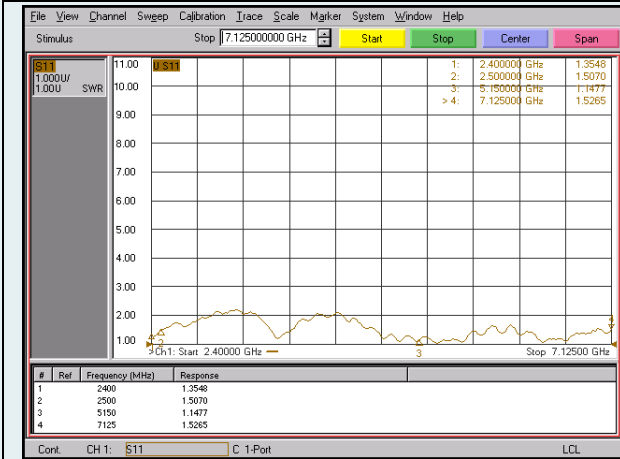 File View Channel Sweep Calibration Trace Scale Marker System Window Help
Stimulus Stop 7.125000000 GHz Start Stop Center Span
S11
1.000U/
1.00U SWR
11.00
10.00
9.00
8.00
7.00
6.00
5.00
4.00
3.00
2.00
1.00
U S11
1: 2.400000 GHz 1.3548
2: 2.500000 GHz 1.5070
3: 5.150000 GHz 1.1477
> 4: 7.125000 GHz 1.5265
2
3
4
>Ch1: Start 2.40000 GHz Stop 7.12500 GHz
# Ref Frequency (MHz) Response
1 2400 1.3548
2 2500 1.5070
3 5150 1.1477
4 7125 1.5265
Cont. CH 1: S11 C 1-Port LCL